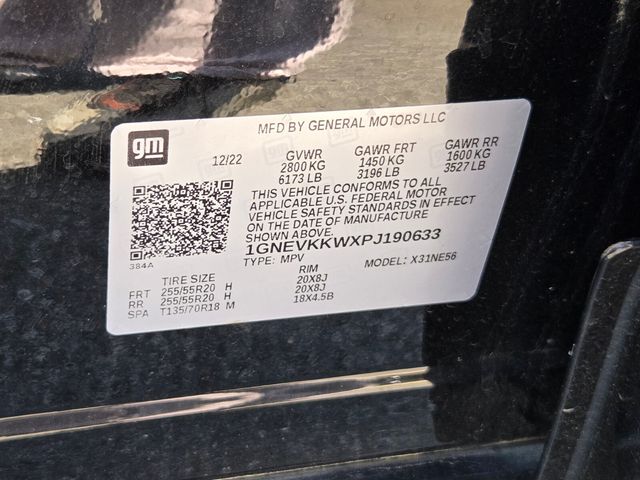 MFD BY GENERAL MOTORS LLC
gm
12/22 GVWR GAWR FRT GAWR RR
2800 KG 1450 KG 1600 KG
6173 LB 3196 LB 3527 LB
THIS VEHICLE CONFORMS TO ALL
APPLICABLE U.S. FEDERAL MOTOR
VEHICLE SAFETY STANDARDS IN EFFECT
ON THE DATE OF MANUFACTURE
SHOWN ABOVE.
1GNEVKKWXPJ190633
384A
TYPE: MPV MODEL: X31NE56
TIRE SIZE RIM
FRT 255/55R20 H 20X8J
RR 255/55R20 H 20X8J
SPA T135/70R18 M 18X4.5B